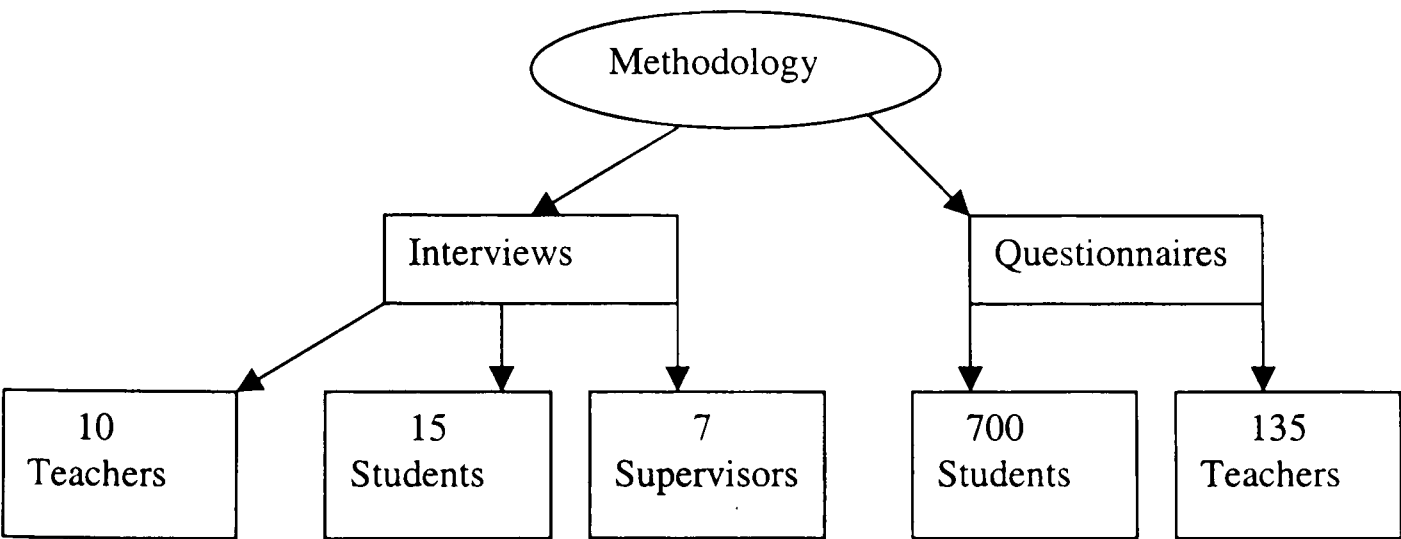 Methodology
Interviews
Questionnaires
10
Teachers
15
Students
7
Supervisors
700
Students
135
Teachers